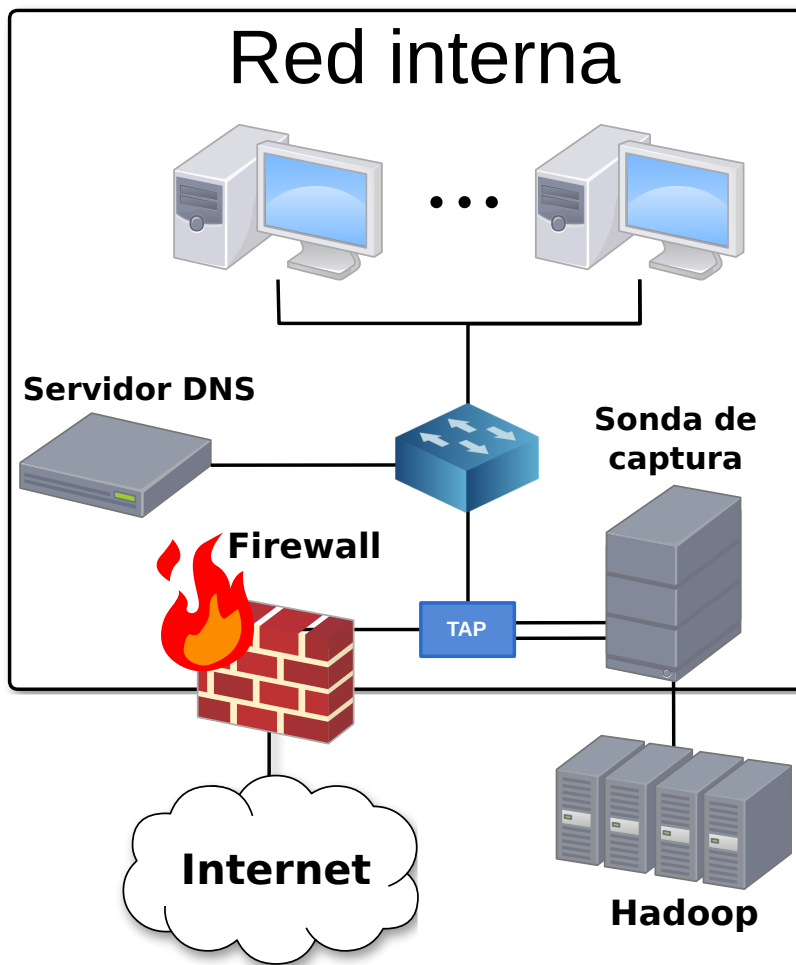 Red interna
Servidor DNS
Sonda de
captura
Firewall
TAP
Internet
Hadoop